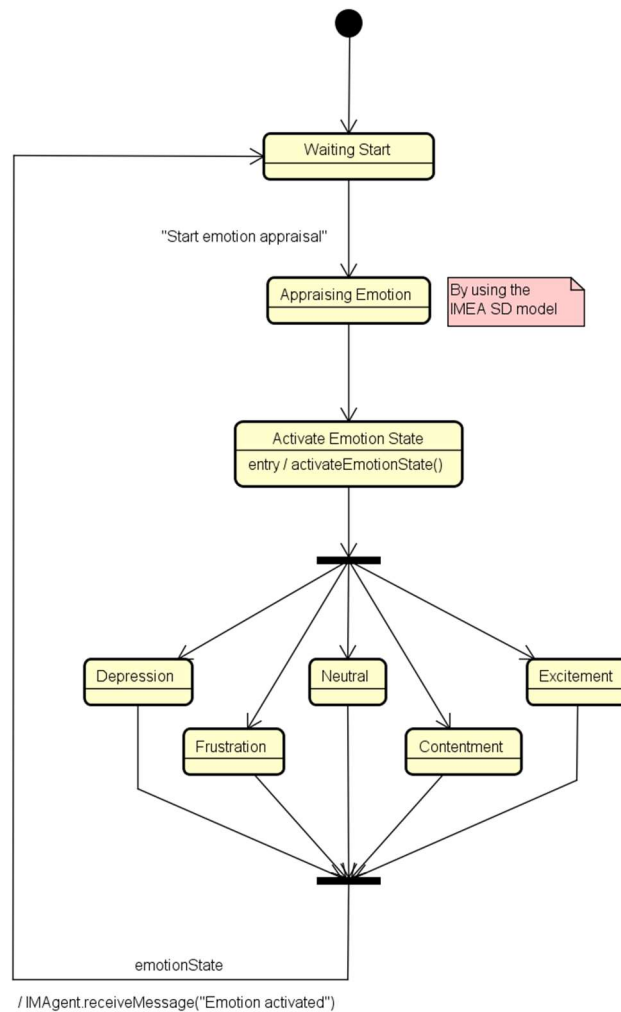 Waiting Start
"Start emotion appraisal"
Appraising Emotion
By using the
IMEA SD model
Activate Emotion State
entry / activateEmotionState()
Depression
Neutral
Excitement
Frustration
Contentment
emotionState
/ IMAgent.receiveMessage("Emotion activated")